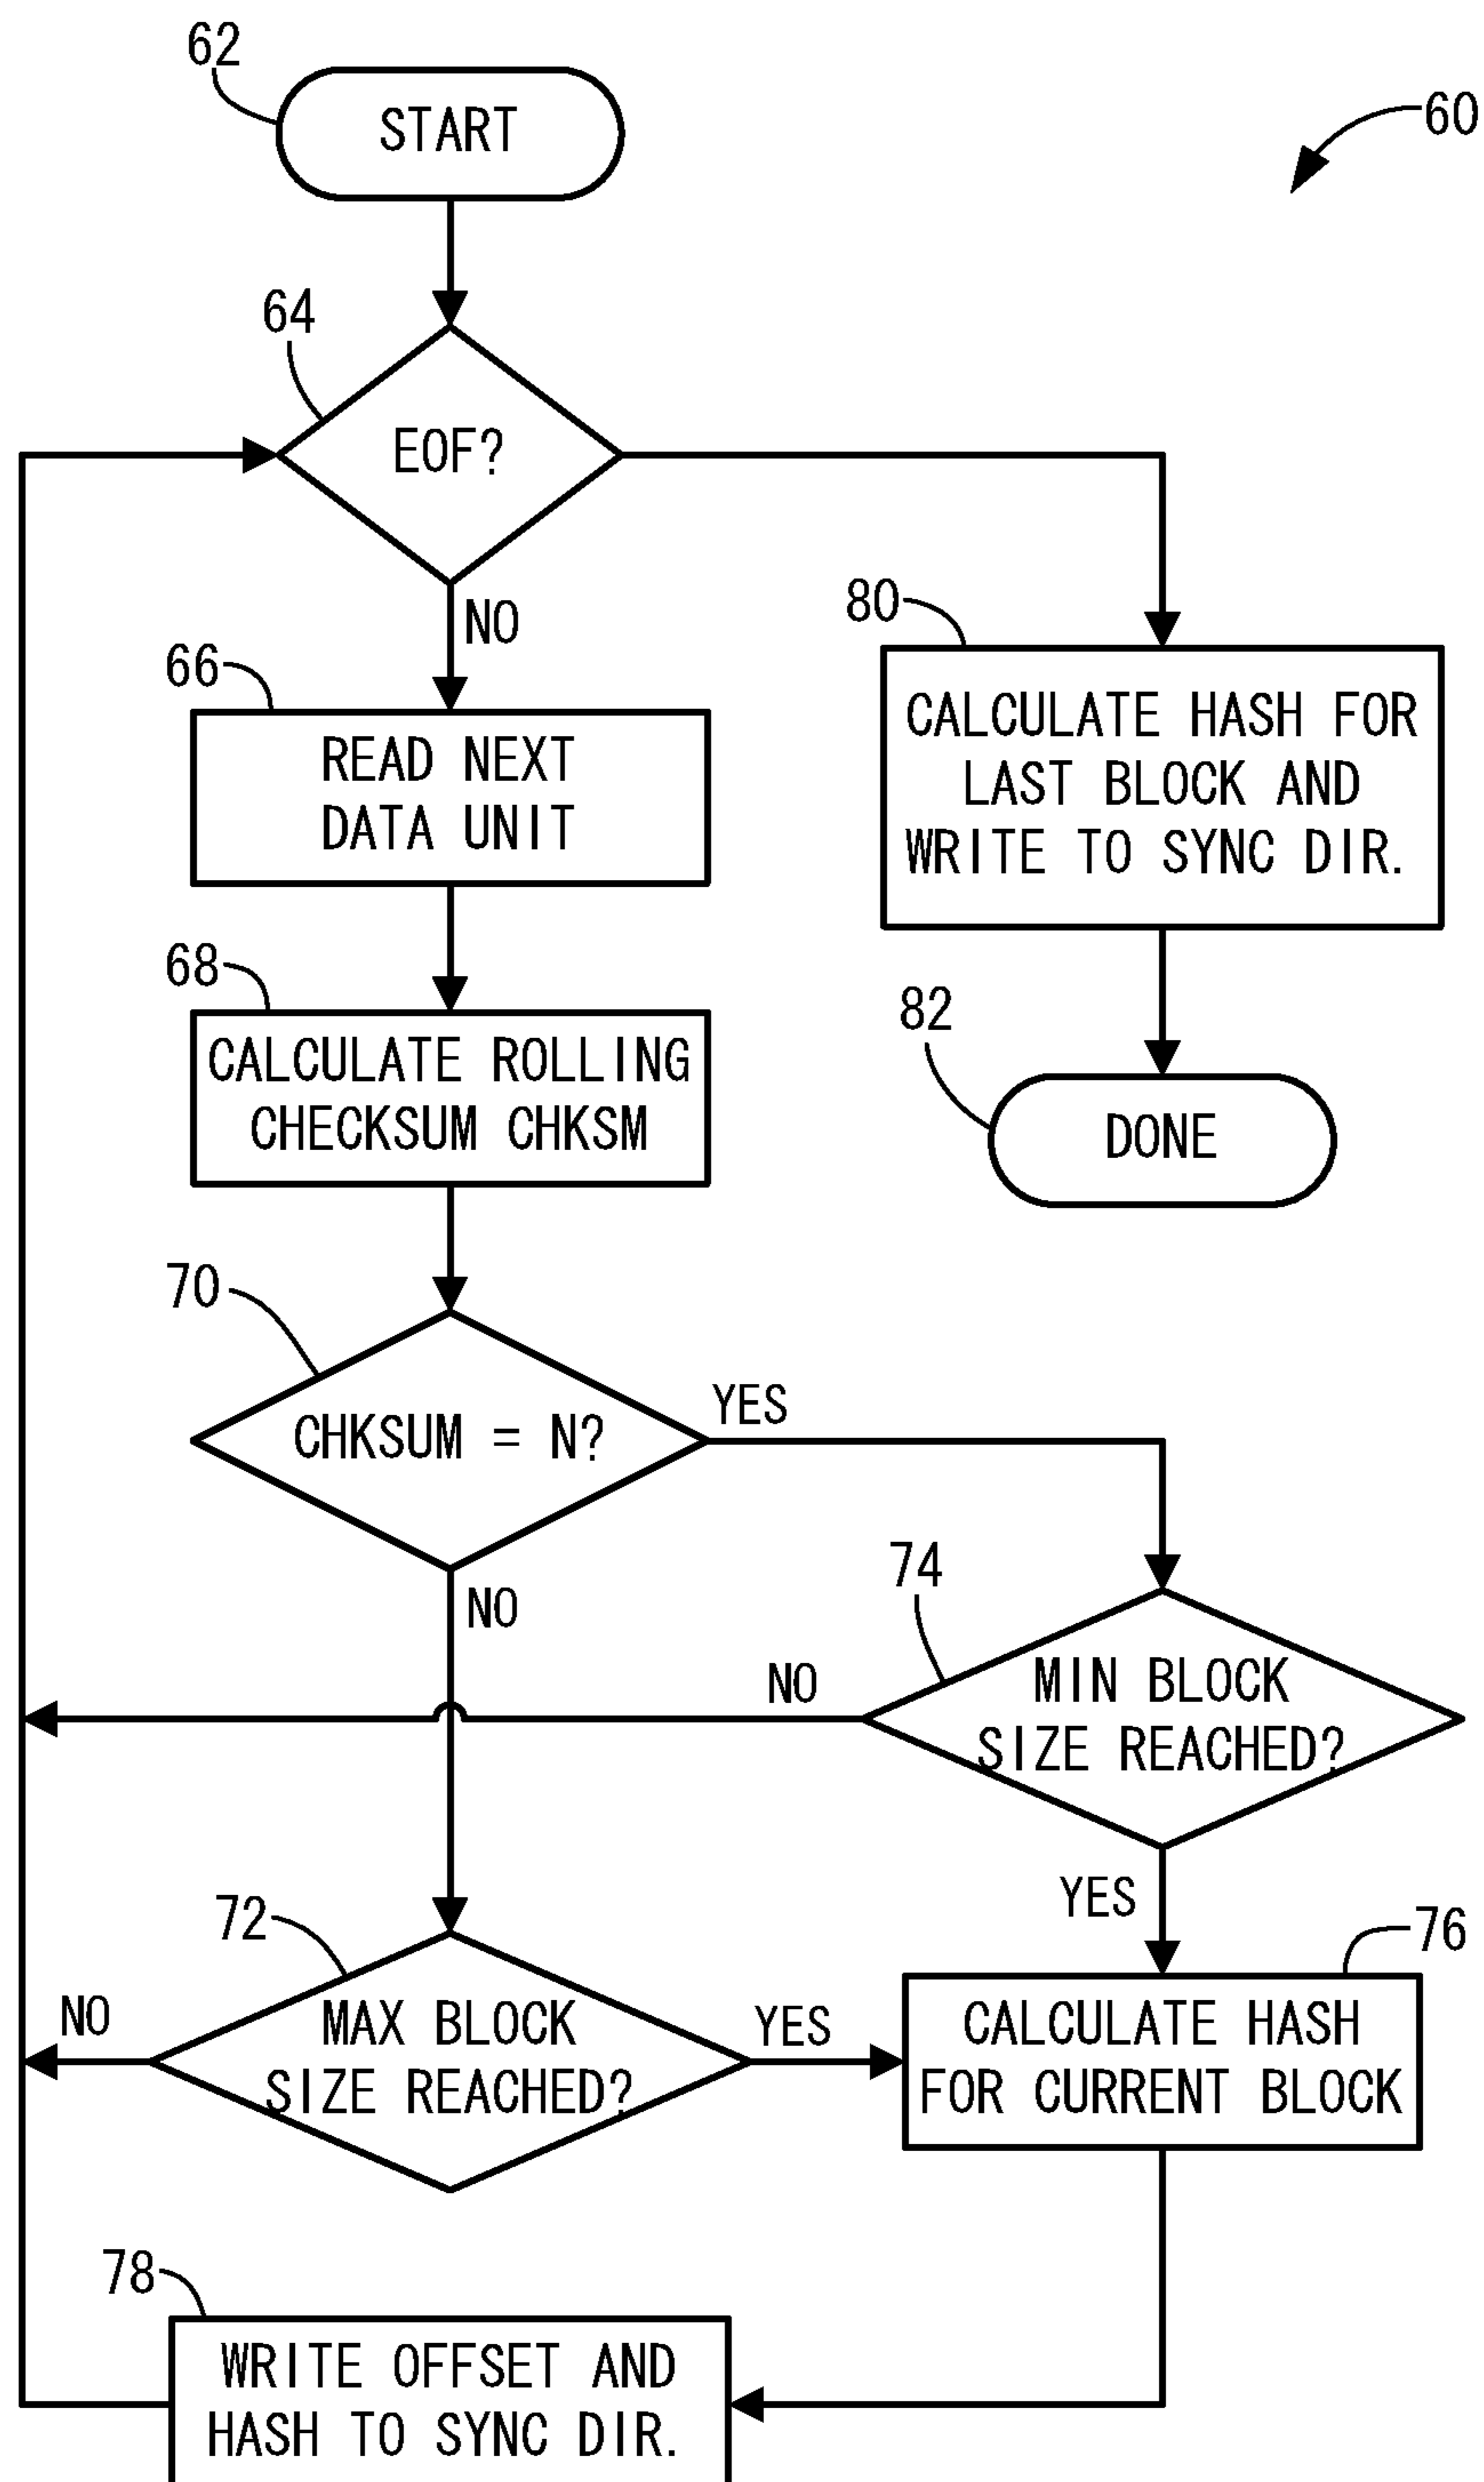 62
START
60
64
EOF?
NO
80
66
CALCULATE HASH FOR
LAST BLOCK AND
WRITE TO SYNC DIR.
READ NEXT
DATA UNIT
68
82
CALCULATE ROLLING
CHECKSUM CHKSM
DONE
70
YES
CHKSUM = N?
74
NO
NO
MIN BLOCK
SIZE REACHED?
YES
72
76
NO
MAX BLOCK
SIZE REACHED?
YES
CALCULATE HASH
FOR CURRENT BLOCK
78
WRITE OFFSET AND
HASH TO SYNC DIR.